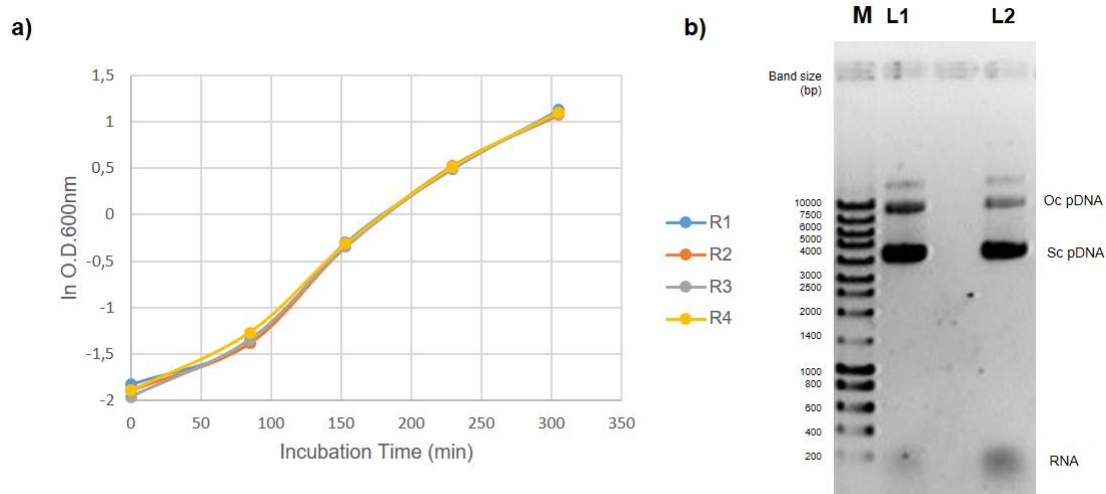 a)
1,5
1
0,5
0
-0,5
-1
-1,5
-2
0 50 100 150 200 250 300 350
ln O.D.600nm
Incubation Time (min)
R1
R2
R3
R4
b)
M L1 L2
Band size
(bp)
10000
7500
6000
5000
4000
3000
2500
2000
1400
1000
800
600
400
200
Oc pDNA
Sc pDNA
RNA